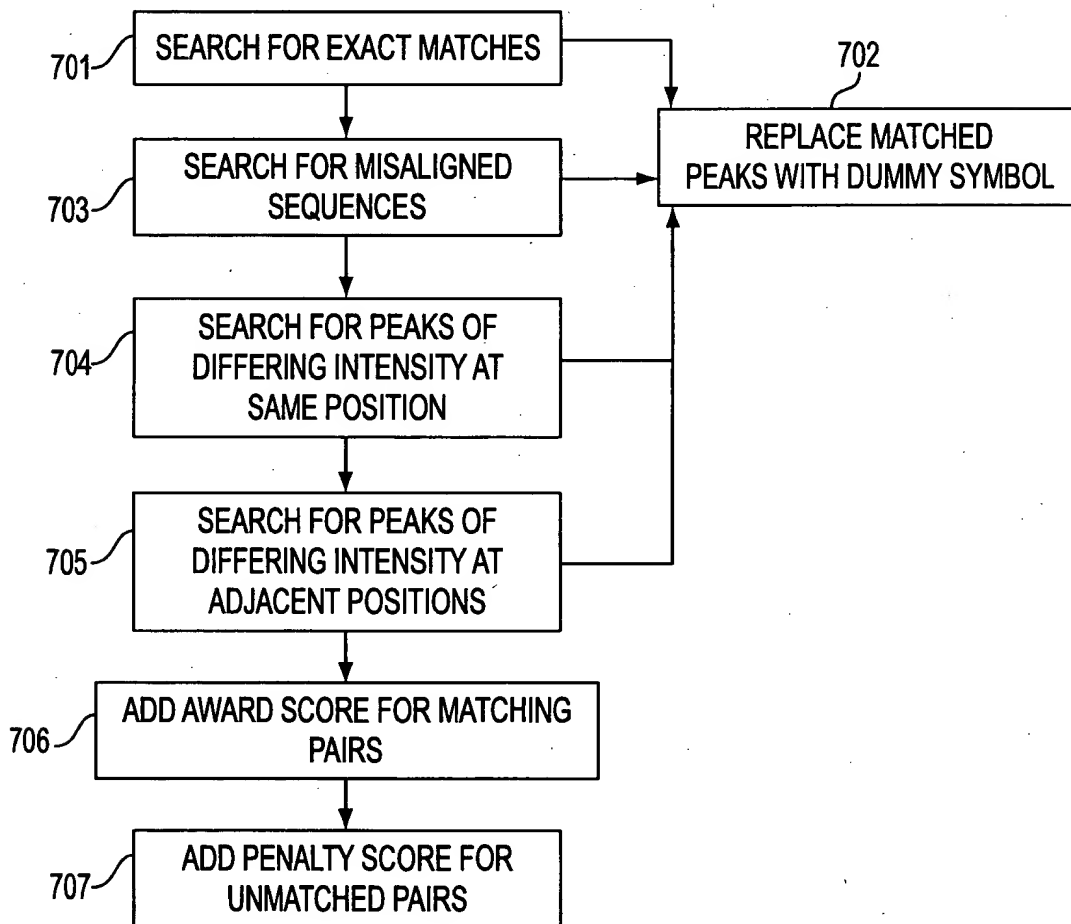 701
SEARCH FOR EXACT MATCHES
702
REPLACE MATCHED
PEAKS WITH DUMMY SYMBOL
703
SEARCH FOR MISALIGNED
SEQUENCES
704
SEARCH FOR PEAKS OF
DIFFERING INTENSITY AT
SAME POSITION
705
SEARCH FOR PEAKS OF
DIFFERING INTENSITY AT
ADJACENT POSITIONS
706
ADD AWARD SCORE FOR MATCHING
PAIRS
707
ADD PENALTY SCORE FOR
UNMATCHED PAIRS